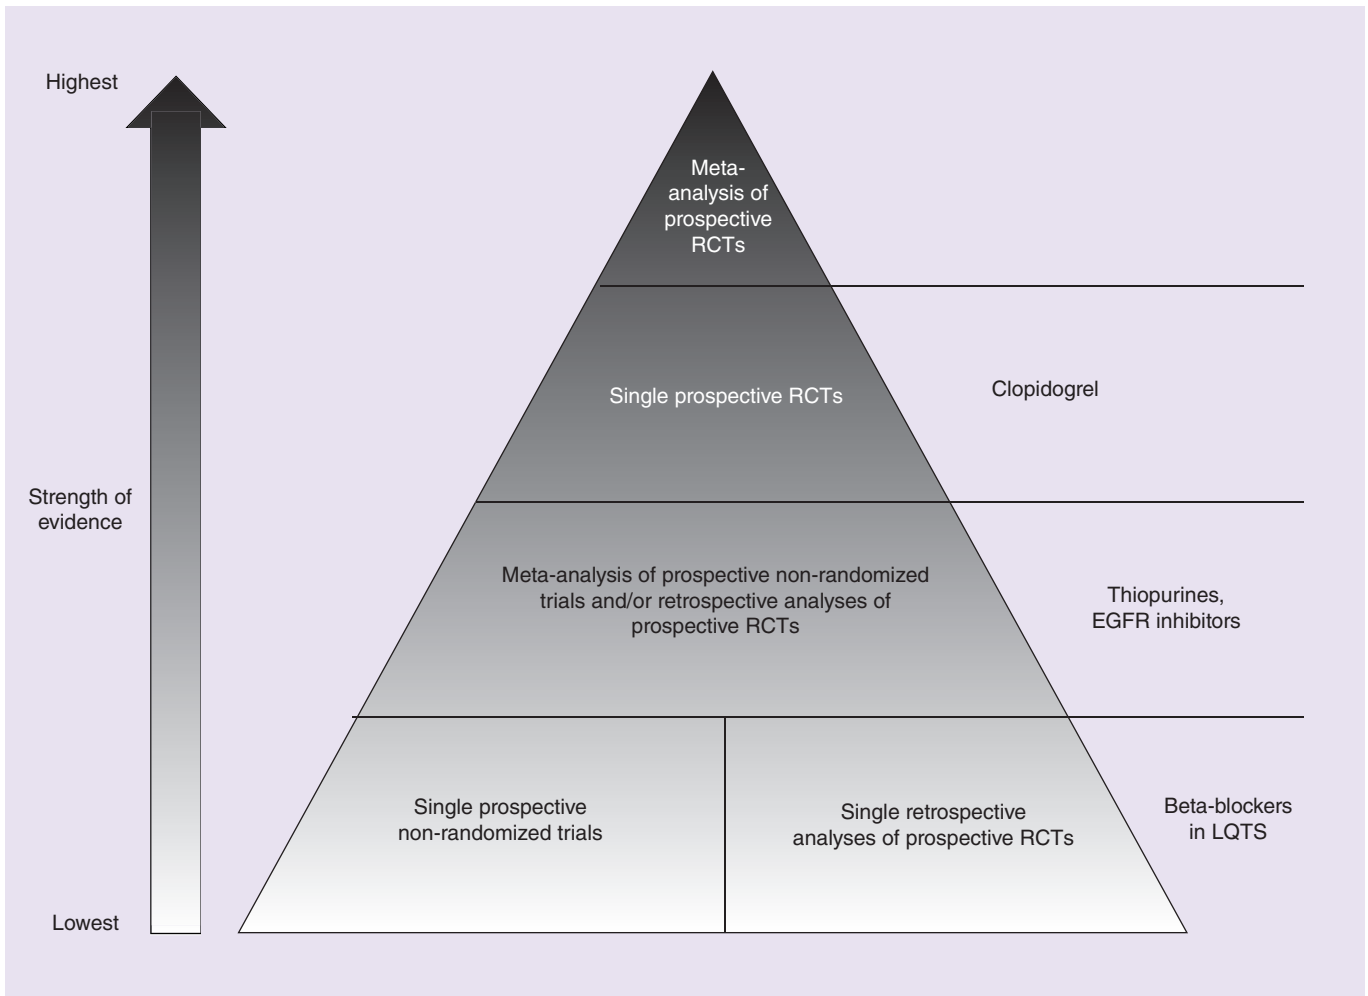 Highest
Meta-
analysis of
prospective
RCTs
Single prospective RCTs
Clopidogrel
Strength of
evidence
Meta-analysis of prospective non-randomized
trials and/or retrospective analyses of
prospective RCTs
Thiopurines,
EGFR inhibitors
Single prospective
non-randomized trials
Single retrospective
analyses of prospective RCTs
Beta-blockers
in LQTS
Lowest